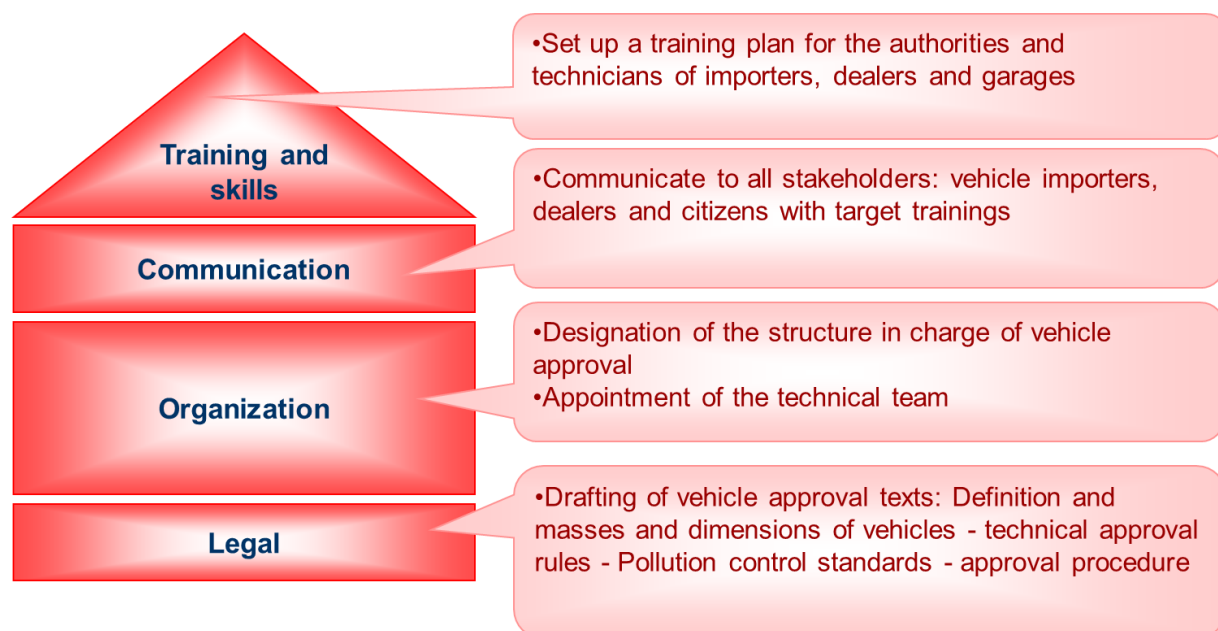 •Set up a training plan for the authorities and
technicians of importers, dealers and garages
Training and
skills
•Communicate to all stakeholders: vehicle importers,
dealers and citizens with target trainings
Communication
•Designation of the structure in charge of vehicle
approval
•Appointment of the technical team
Organization
•Drafting of vehicle approval texts: Definition and
masses and dimensions of vehicles - technical approval
rules - Pollution control standards - approval procedure
Legal